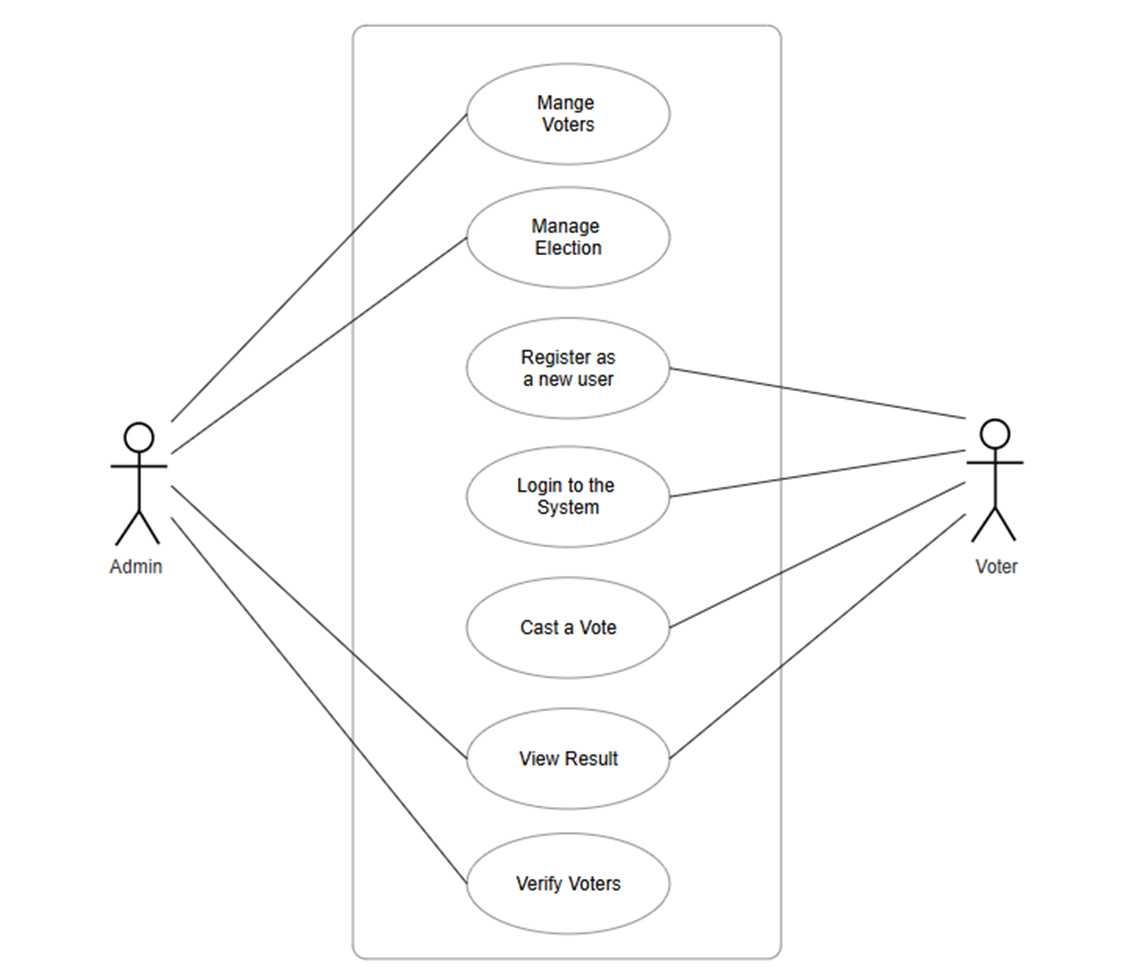 Mange
Voters
Manage
Election
Register as
a new user
Login to the
System
Admin
Voter
Cast a Vote
View Result
Verify Voters